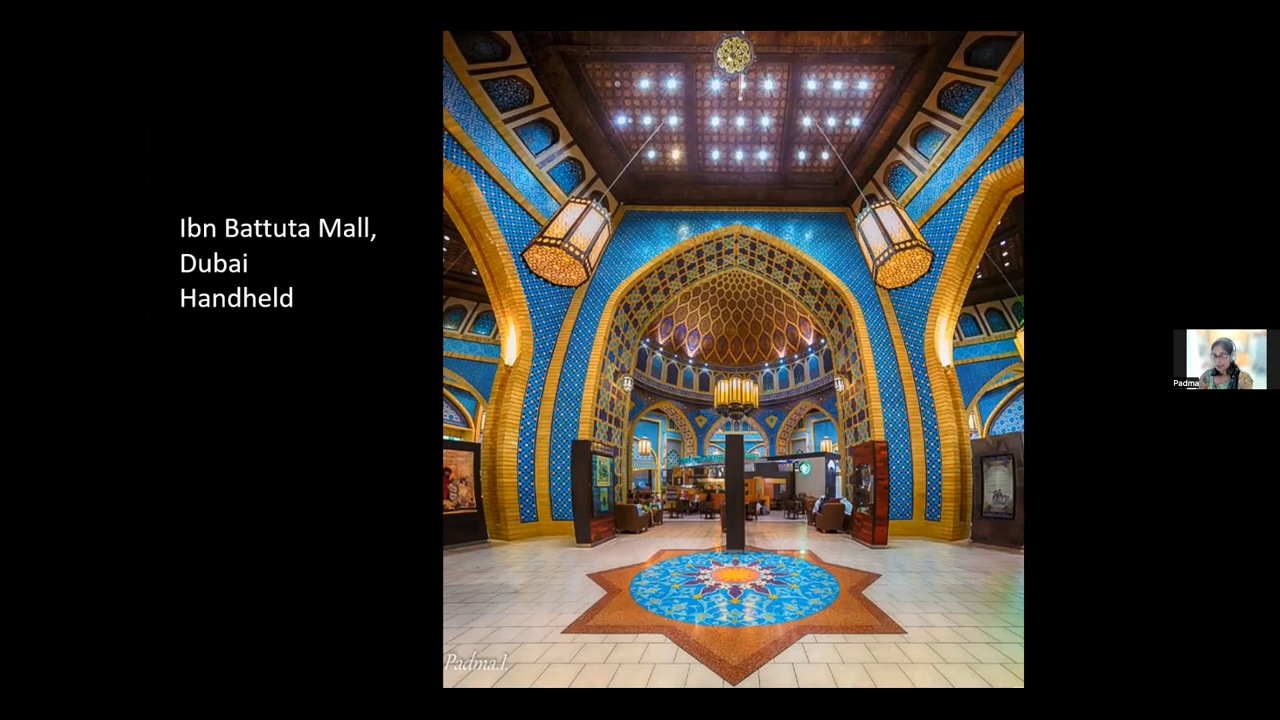 Ibn Battuta Mall,
Dubai
Handheld
Padma.l.
Padma